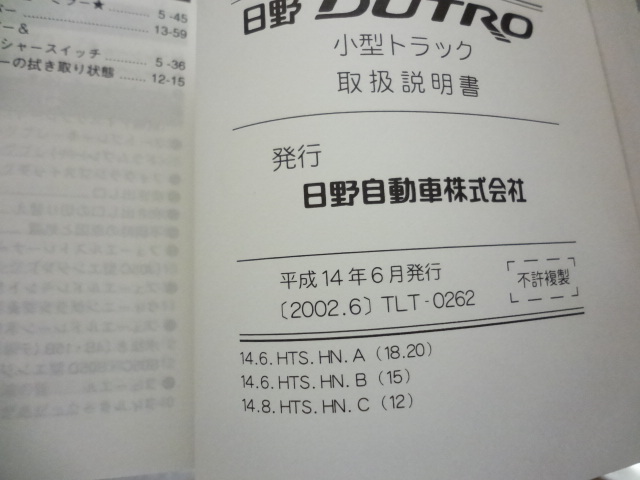 5-45
13-59
シャースイッチ ……… 5-36
ーの拭き取り状態 ……… 12-15
日野 DUTRO
小型トラック
取扱説明書
発行
日野自動車株式会社
平成14年6月発行
〔2002.6〕TLT-0262
不許複製
14.6.HTS.HN.A(18.20)
14.6.HTS.HN.B(15)
14.8.HTS.HN.C(12)